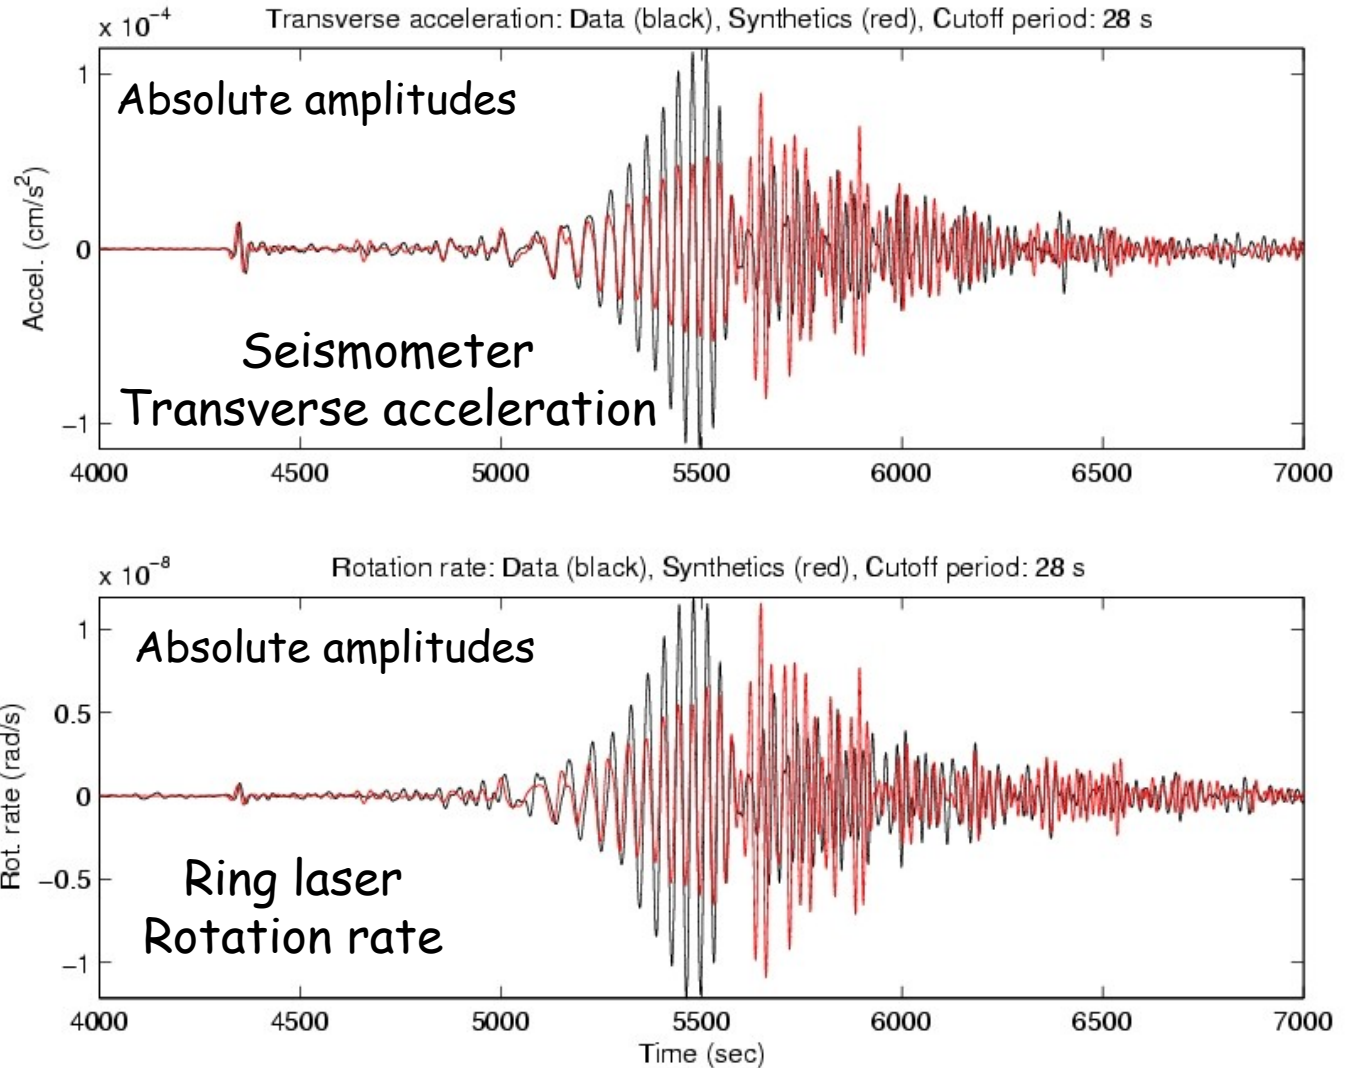 Transverse acceleration: Data (black), Synthetics (red), Cutoff period: 28 s
x 10^-4
1
0
-1
Accel. (cm/s^2)
Absolute amplitudes
Seismometer
Transverse acceleration
4000 4500 5000 5500 6000 6500 7000
Rotation rate: Data (black), Synthetics (red), Cutoff period: 28 s
x 10^-8
1
0.5
0
-0.5
-1
Rot. rate (rad/s)
Absolute amplitudes
Ring laser
Rotation rate
4000 4500 5000 5500 6000 6500 7000
Time (sec)